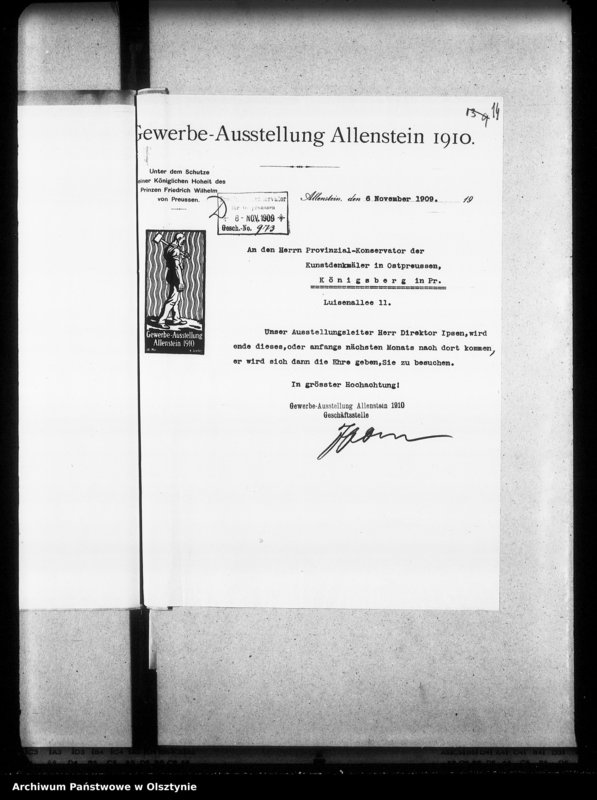 14
Gewerbe-Ausstellung Allenstein 1910.
Unter dem Schutze
einer Königlichen Hoheit des
Prinzen Friedrich Wilhelm
von Preussen.
Allenstein, den 6 November 1909. 19
6 - NOV. 1909
Gesch.-No. 973
An den Herrn Provinzial-Konservator der
Kunstdenkmäler in Ostpreussen,
Königsberg in Pr.
Luisenallee 11.
Gewerbe-Ausstellung
Allenstein 1910
Unser Ausstellungsleiter Herr Direktor Ipsen,wird
ende dieses,oder anfangs nächsten Monats nach dort kommen,
er wird sich dann die Ehre geben,Sie zu besuchen.
In grösster Hochachtung!
Gewerbe-Ausstellung Allenstein 1910
Geschäftsstelle
Archiwum Państwowe w Olsztynie